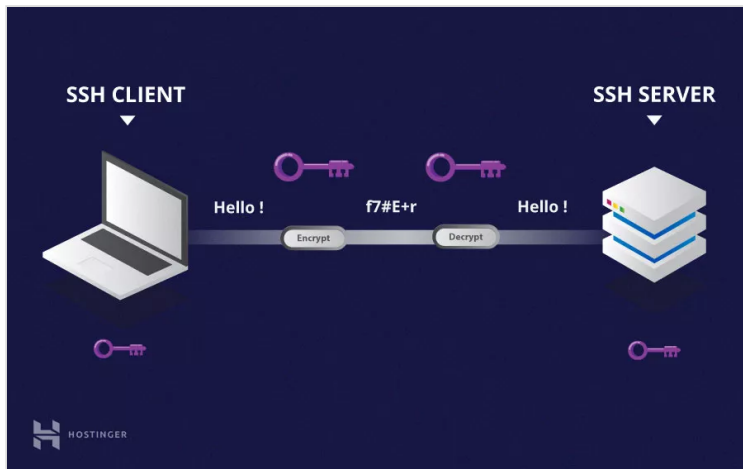 SSH CLIENT
SSH SERVER
Hello !
f7#E+r
Hello !
Encrypt
Decrypt
HOSTINGER